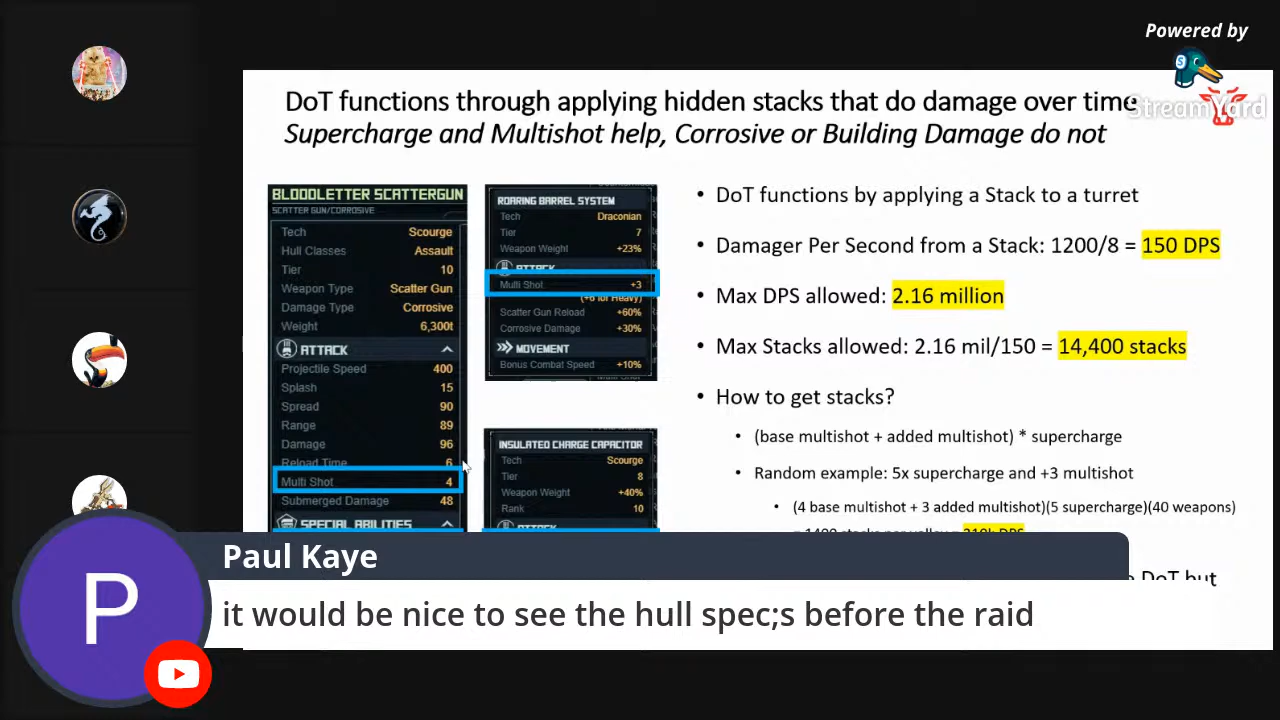 Powered by
StreamYard
DoT functions through applying hidden stacks that do damage over time
Supercharge and Multishot help, Corrosive or Building Damage do not
BLOODLETTER SCATTERGUN
SCATTER GUN/CORROSIVE
Tech Scourge
Hull Classes Assault
Tier 10
Weapon Type Scatter Gun
Damage Type Corrosive
Weight 6,300t
ATTACK
Projectile Speed 400
Splash 15
Spread 90
Range 89
Damage 96
Reload Time 6
Multi Shot 4
Submerged Damage 48
SPECIAL ABILITIES
ROARING BARREL SYSTEM
Tech Draconian
Tier 7
Weapon Weight +23%
ATTACK
Multi Shot +3
(+6 for Heavy)
Scatter Gun Reload +60%
Corrosive Damage +30%
MOVEMENT
Bonus Combat Speed +10%
INSULATED CHARGE CAPACITOR
Tech Scourge
Tier 8
Weapon Weight +40%
Rank 10
ATTACK
• DoT functions by applying a Stack to a turret
• Damager Per Second from a Stack: 1200/8 = 150 DPS
• Max DPS allowed: 2.16 million
• Max Stacks allowed: 2.16 mil/150 = 14,400 stacks
• How to get stacks?
• (base multishot + added multishot) * supercharge
• Random example: 5x supercharge and +3 multishot
• (4 base multishot + 3 added multishot)(5 supercharge)(40 weapons)
DoT but
P
Paul Kaye
it would be nice to see the hull spec;s before the raid